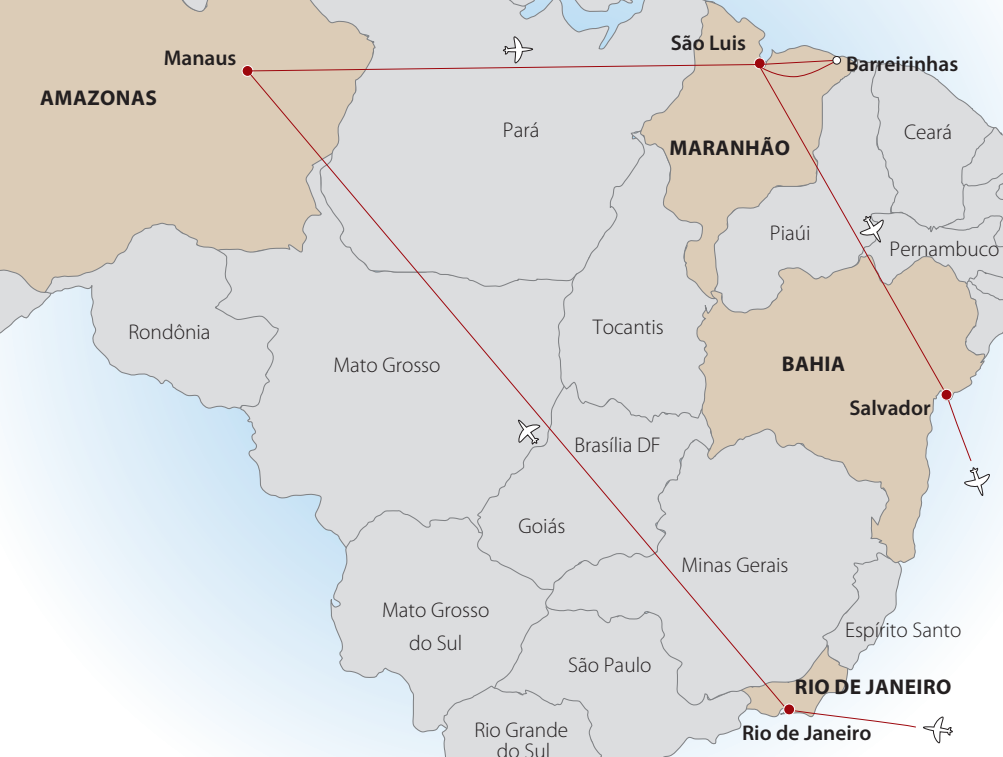 São Luis
Manaus
Barreirinhas
AMAZONAS
Pará
Ceará
MARANHÃO
Piaúi
Pernambuco
Rondônia
Tocantis
Mato Grosso
BAHIA
Salvador
Brasília DF
Goiás
Minas Gerais
Mato Grosso
do Sul
Espírito Santo
São Paulo
RIO DE JANEIRO
Rio Grande
do Sul
Rio de Janeiro